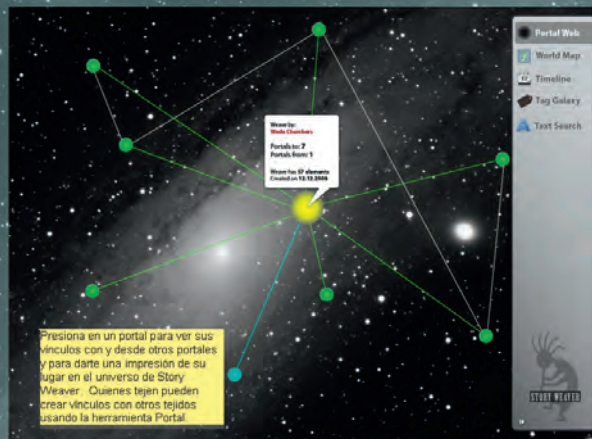 Weave by:
Wade Chambers
Portals to: 7
Portals from: 1
Weave has 57 elements
Created on 12.12.2006
Portal Web
World Map
Timeline
Tag Galaxy
Text Search
Presiona en un portal para ver sus
vínculos con y desde otros portales
y para darte una impresión de su
lugar en el universo de Story
Weaver. Quienes tejen pueden
crear vínculos con otros tejidos
usando la herramienta Portal.
STORY WEAVER